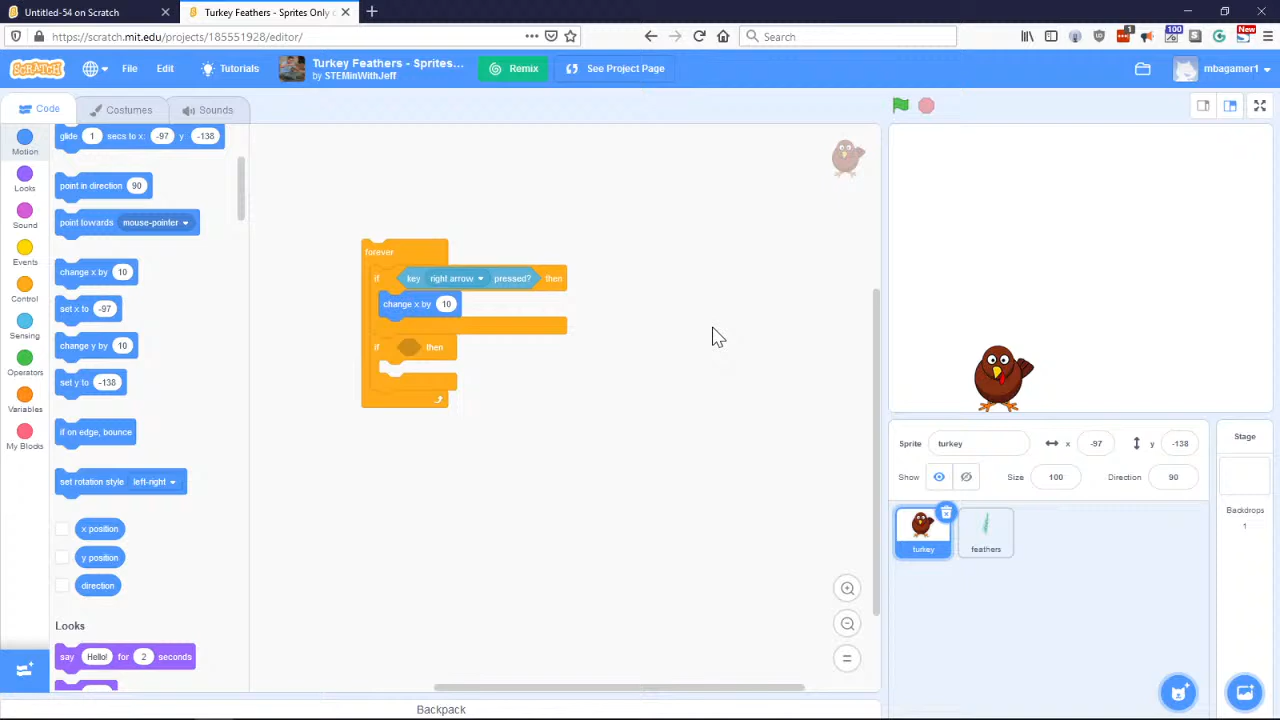 Untitled-54 on Scratch
Turkey Feathers - Sprites Only c
https://scratch.mit.edu/projects/185551928/editor/
Search
1
100
New
SCRATCH
File
Edit
Tutorials
Turkey Feathers - Sprites...
by STEMinWithJeff
Remix
See Project Page
mbagamer1
Code
Costumes
Sounds
Motion
Looks
Sound
Events
Control
Sensing
Operators
Variables
My Blocks
glide 1 secs to x: -97 y -138
point in direction 90
point towards mouse-pointer
change x by 10
set x to -97
change y by 10
set y to -138
if on edge, bounce
set rotation style left-right
x position
y position
direction
Looks
say Hello! for 2 seconds
forever
if key right arrow pressed? then
change x by 10
if then
Sprite turkey x -97 y -138
Show Size 100 Direction 90
turkey
feathers
Stage
Backdrops
1
Backpack